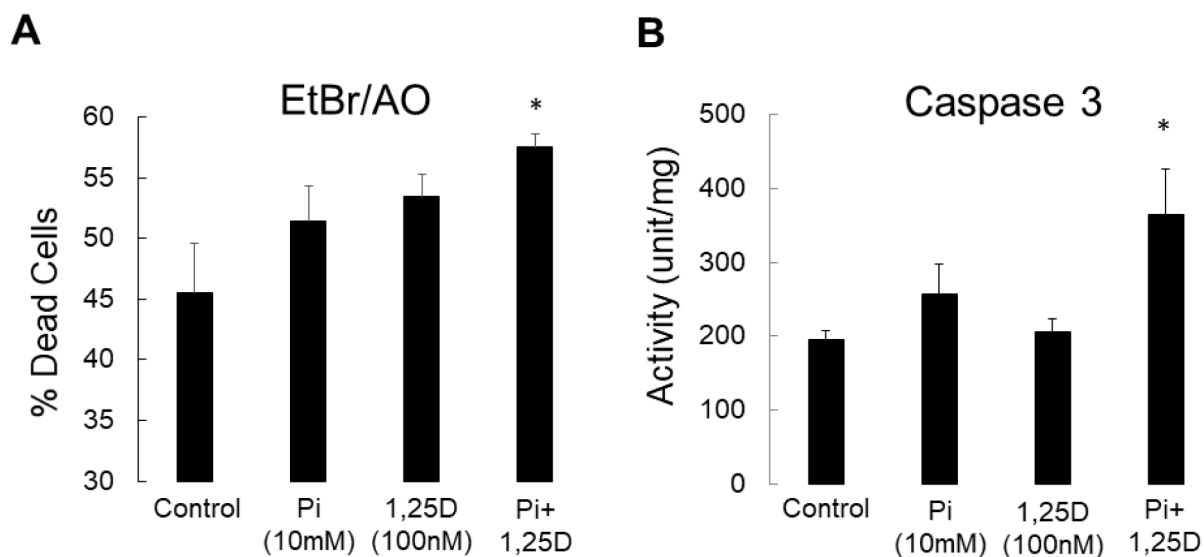 A
EtBr/AO
*
% Dead Cells
60
55
50
45
40
35
30
Control
Pi
(10mM)
1,25D
(100nM)
Pi+
1,25D
B
Caspase 3
*
Activity (unit/mg)
500
400
300
200
100
0
Control
Pi
(10mM)
1,25D
(100nM)
Pi+
1,25D